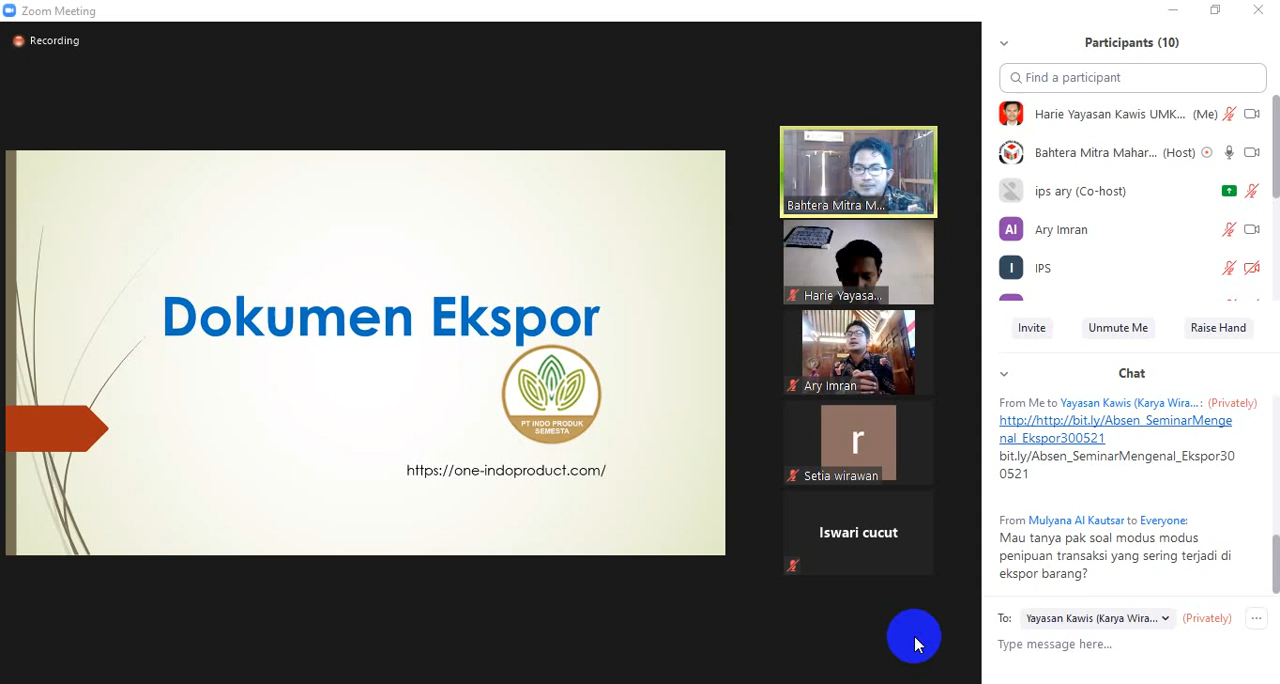 Zoom Meeting
Recording
Dokumen Ekspor
PT INDO PRODUK
SEMESTA
https://one-indoproduct.com/
Bahtera Mitra M...
Harie Yayasa...
Ary Imran
r
Setia wirawan
Iswari cucut
Participants (10)
Find a participant
Harie Yayasan Kawis UMK... (Me)
Bahtera Mitra Mahar... (Host)
ips ary (Co-host)
AI Ary Imran
I IPS
Invite Unmute Me Raise Hand
Chat
From Me to Yayasan Kawis (Karya Wira...: (Privately)
http://http://bit.ly/Absen_SeminarMenge
nal_Ekspor300521
bit.ly/Absen_SeminarMengenal_Ekspor30
0521
From Mulyana Al Kautsar to Everyone:
Mau tanya pak soal modus modus
penipuan transaksi yang sering terjadi di
ekspor barang?
To: Yayasan Kawis (Karya Wira... (Privately) ...
Type message here...